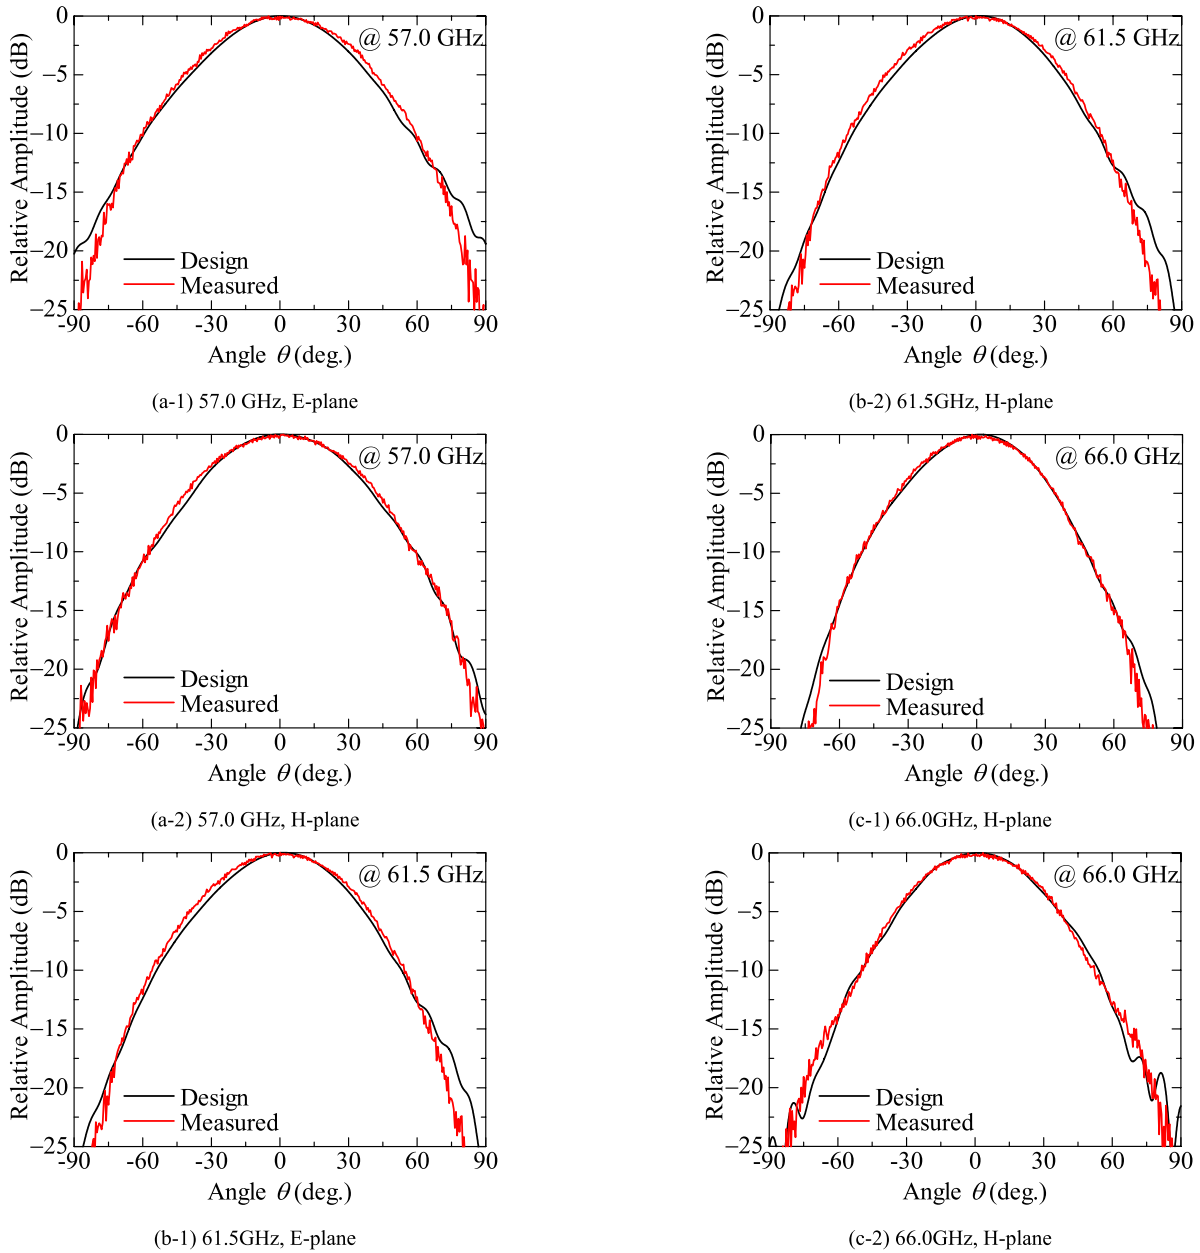 0
−5
−10
−15
−20
−25
Relative Amplitude (dB)
@ 57.0 GHz
Design
Measured
-90 -60 -30 0 30 60 90
Angle θ (deg.)
(a-1) 57.0 GHz, E-plane
0
−5
−10
−15
−20
−25
Relative Amplitude (dB)
@ 61.5 GHz
Design
Measured
-90 -60 -30 0 30 60 90
Angle θ (deg.)
(b-2) 61.5GHz, H-plane
0
−5
−10
−15
−20
−25
Relative Amplitude (dB)
@ 57.0 GHz
Design
Measured
-90 -60 -30 0 30 60 90
Angle θ (deg.)
(a-2) 57.0 GHz, H-plane
0
−5
−10
−15
−20
−25
Relative Amplitude (dB)
@ 66.0 GHz
Design
Measured
-90 -60 -30 0 30 60 90
Angle θ (deg.)
(c-1) 66.0GHz, H-plane
0
−5
−10
−15
−20
−25
Relative Amplitude (dB)
@ 61.5 GHz
Design
Measured
-90 -60 -30 0 30 60 90
Angle θ (deg.)
(b-1) 61.5GHz, E-plane
0
−5
−10
−15
−20
−25
Relative Amplitude (dB)
@ 66.0 GHz
Design
Measured
-90 -60 -30 0 30 60 90
Angle θ (deg.)
(c-2) 66.0GHz, H-plane